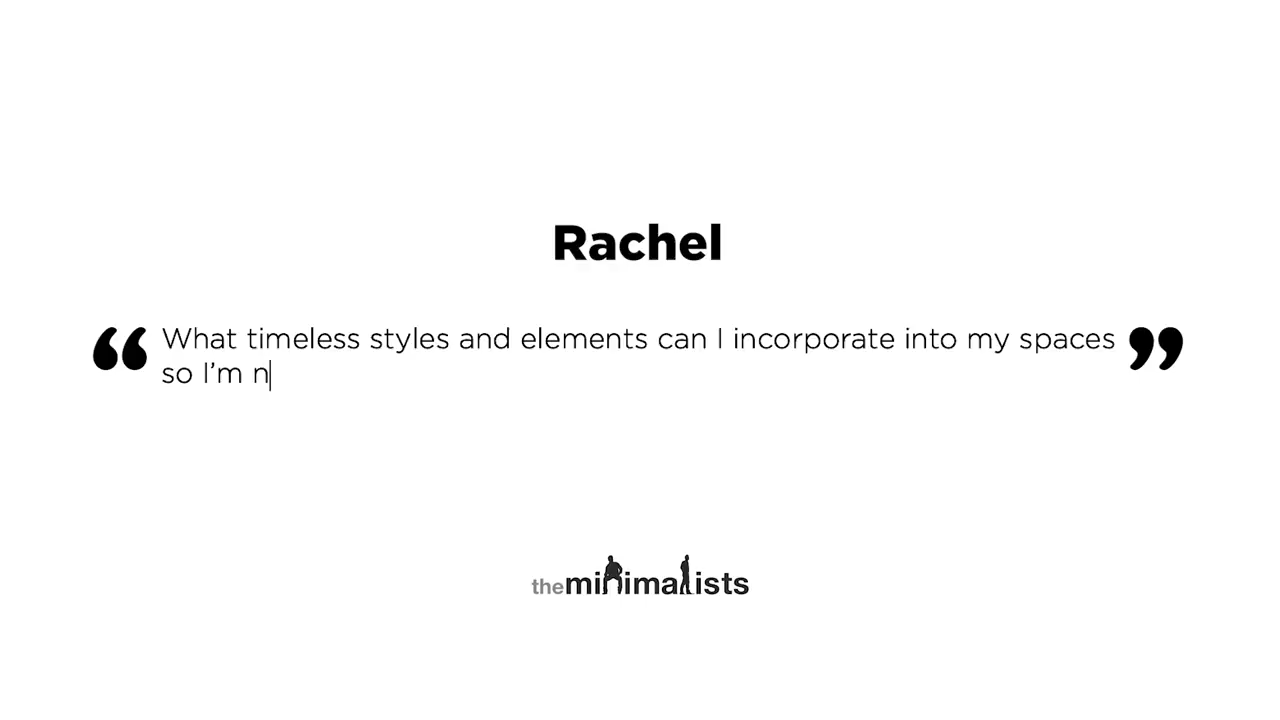 Rachel
“What timeless styles and elements can I incorporate into my spaces”
so I’m n
theminimalists